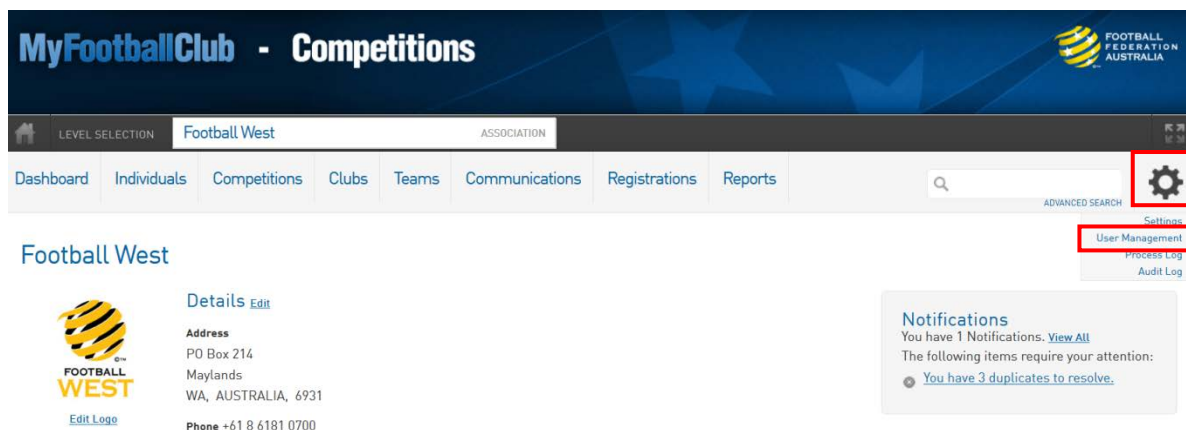 MyFootballClub - Competitions
FOOTBALL
FEDERATION
AUSTRALIA
LEVEL SELECTION Football West ASSOCIATION
Dashboard Individuals Competitions Clubs Teams Communications Registrations Reports
ADVANCED SEARCH
Settings
User Management
Process Log
Audit Log
Football West
FOOTBALL
WEST
Edit Logo
Details Edit
Address
PO Box 214
Maylands
WA, AUSTRALIA, 6931
Phone +61 8 6181 0700
Notifications
You have 1 Notifications. View All
The following items require your attention:
You have 3 duplicates to resolve.